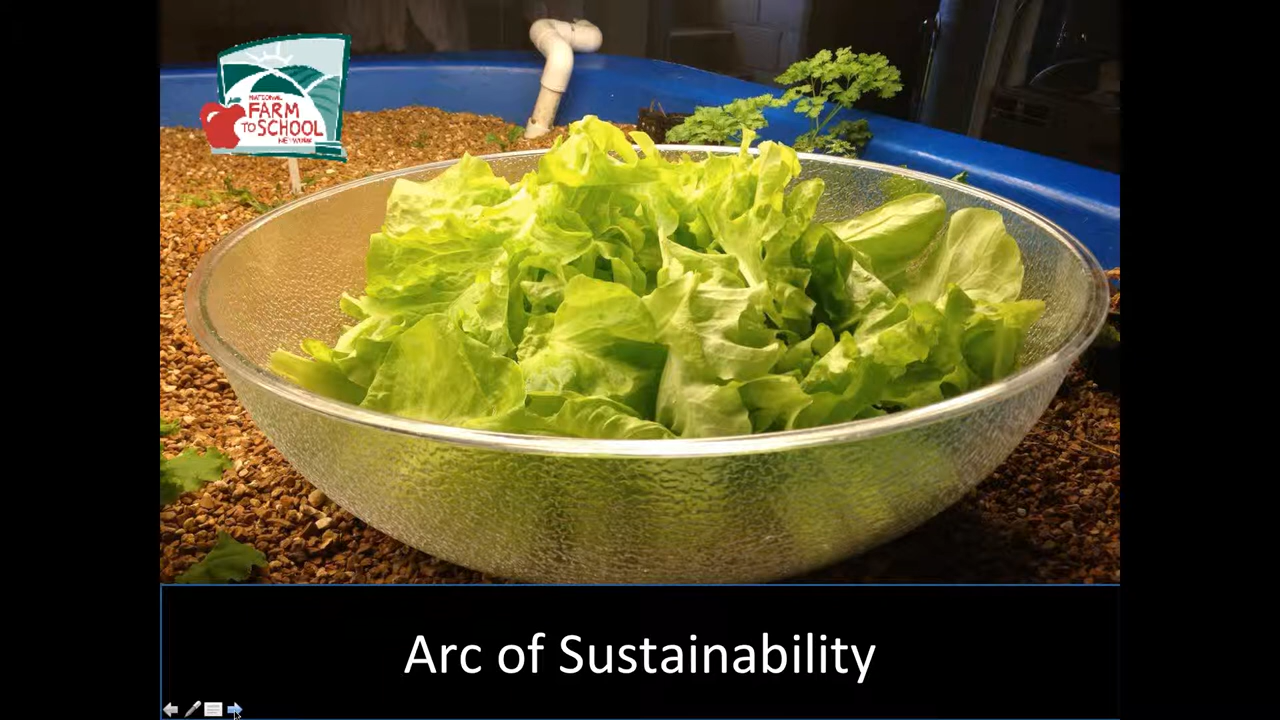 NATIONAL
FARM
TO SCHOOL
NETWORK
Arc of Sustainability